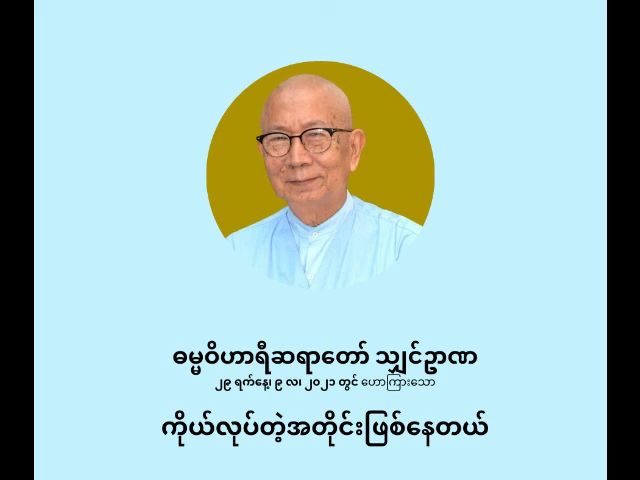 ဓမ္မဝိဟာရီဆရာတော် သျှင်ဥာဏ
၂၉ ရက်နေ့၊ ၉ လ၊ ၂၀၂၁ တွင် ဟောကြားသော
ကိုယ်လုပ်တဲ့အတိုင်းဖြစ်နေတယ်